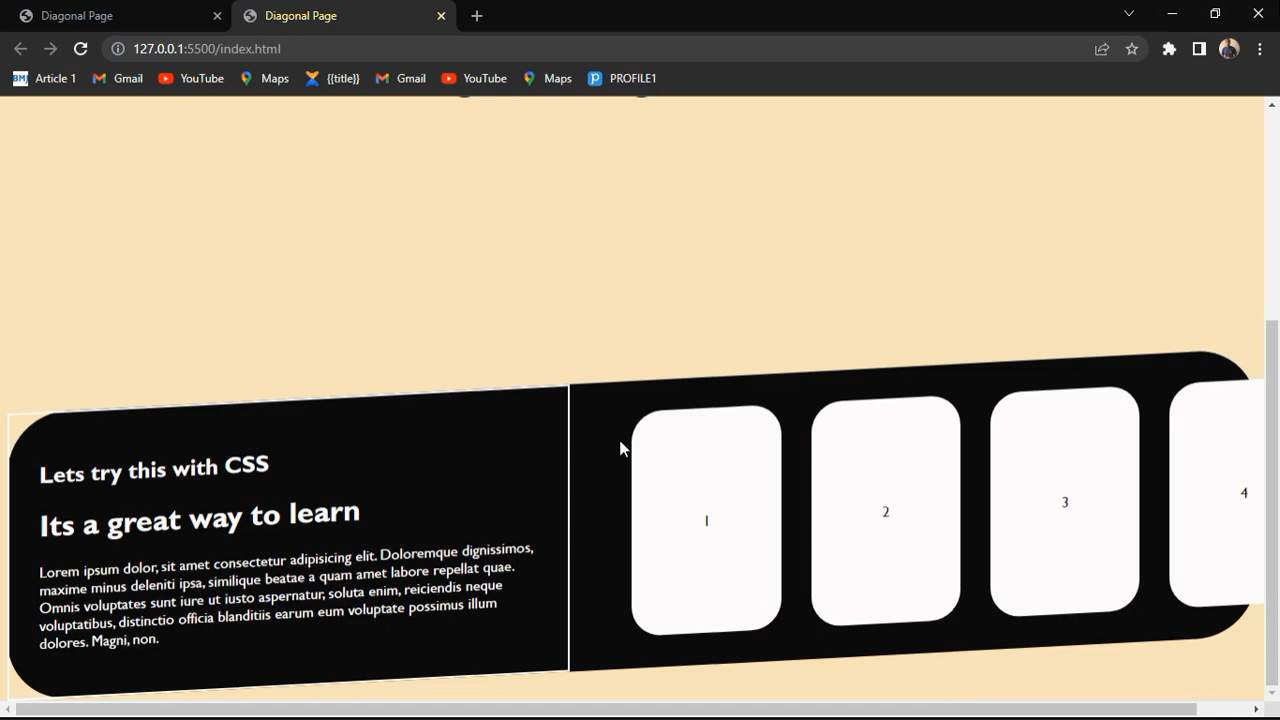 Diagonal Page
Diagonal Page
127.0.0.1:5500/index.html
BM Article 1 Gmail YouTube Maps {{title}} Gmail YouTube Maps p PROFILE1
Lets try this with CSS
Its a great way to learn
Lorem ipsum dolor, sit amet consectetur adipisicing elit. Doloremque dignissimos,
maxime minus deleniti ipsa, similique beatae a quam amet labore repellat quae.
Omnis voluptates sunt iure ut iusto aspernatur, soluta enim, reiciendis neque
voluptatibus, distinctio officia blanditiis earum eum voluptate possimus illum
dolores. Magni, non.
1
2
3
4